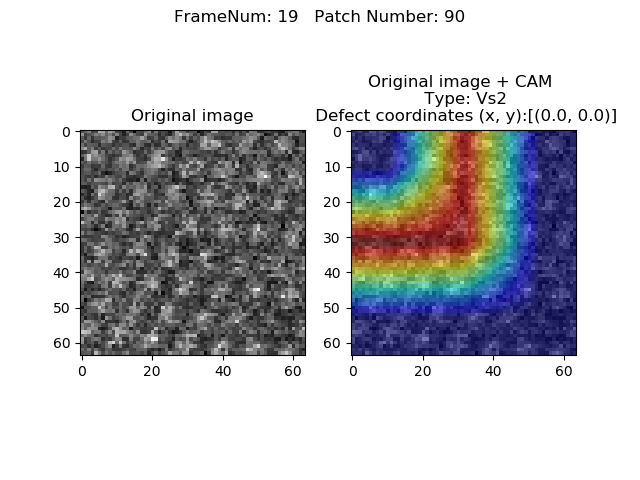 FrameNum: 19   Patch Number: 90
Original image
0
10
20
30
40
50
60
0 20 40 60
Original image + CAM
Type: Vs2
Defect coordinates (x, y):[(0.0, 0.0)]
0
10
20
30
40
50
60
0 20 40 60